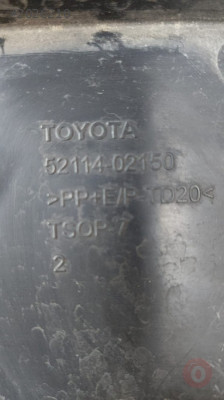 TOYOTA
52114-02150
>PP+E/P-TD20<
TSOP-7
2